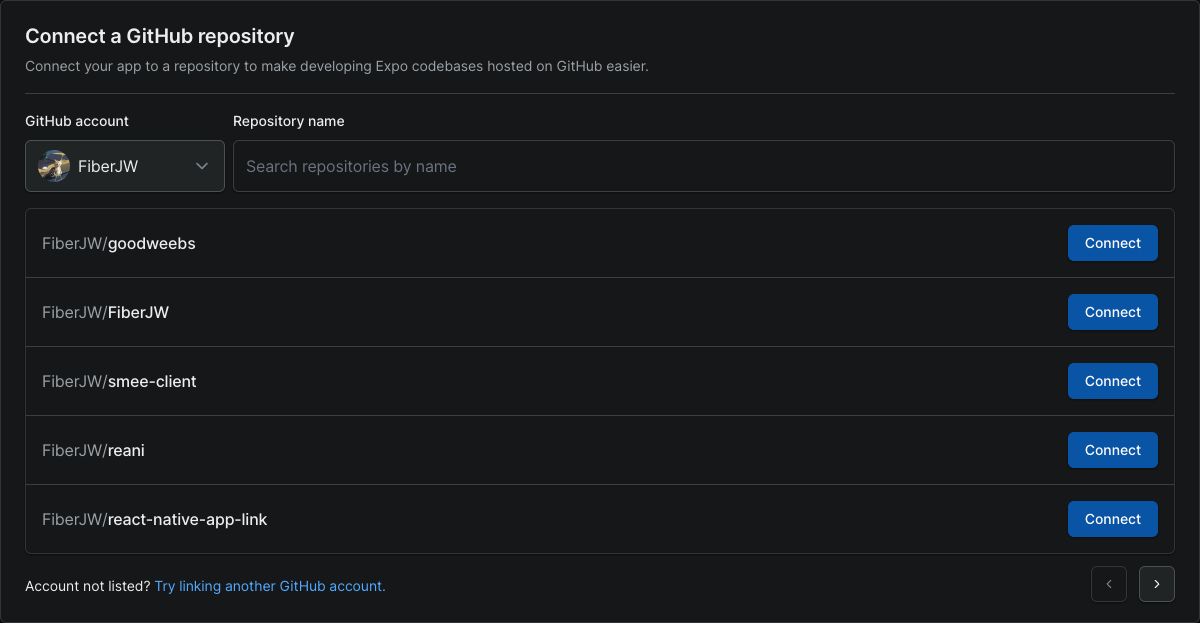 Connect a GitHub repository
Connect your app to a repository to make developing Expo codebases hosted on GitHub easier.
GitHub account
Repository name
FiberJW
Search repositories by name
FiberJW/goodweebs
Connect
FiberJW/FiberJW
Connect
FiberJW/smee-client
Connect
FiberJW/reani
Connect
FiberJW/react-native-app-link
Connect
Account not listed? Try linking another GitHub account.